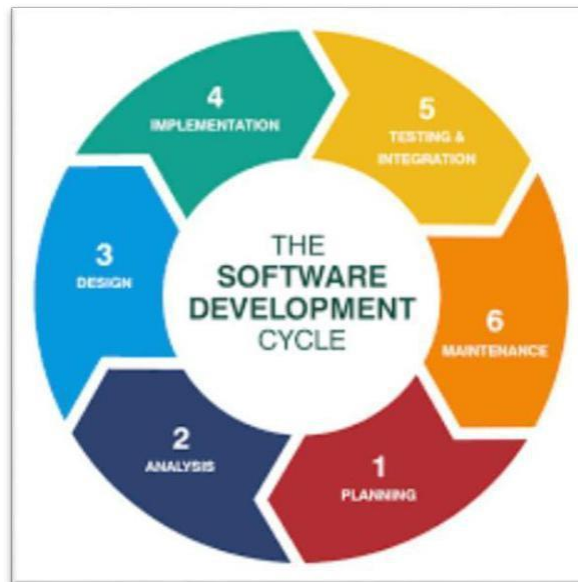 THE
SOFTWARE
DEVELOPMENT
CYCLE
1
PLANNING
2
ANALYSIS
3
DESIGN
4
IMPLEMENTATION
5
TESTING &
INTEGRATION
6
MAINTENANCE